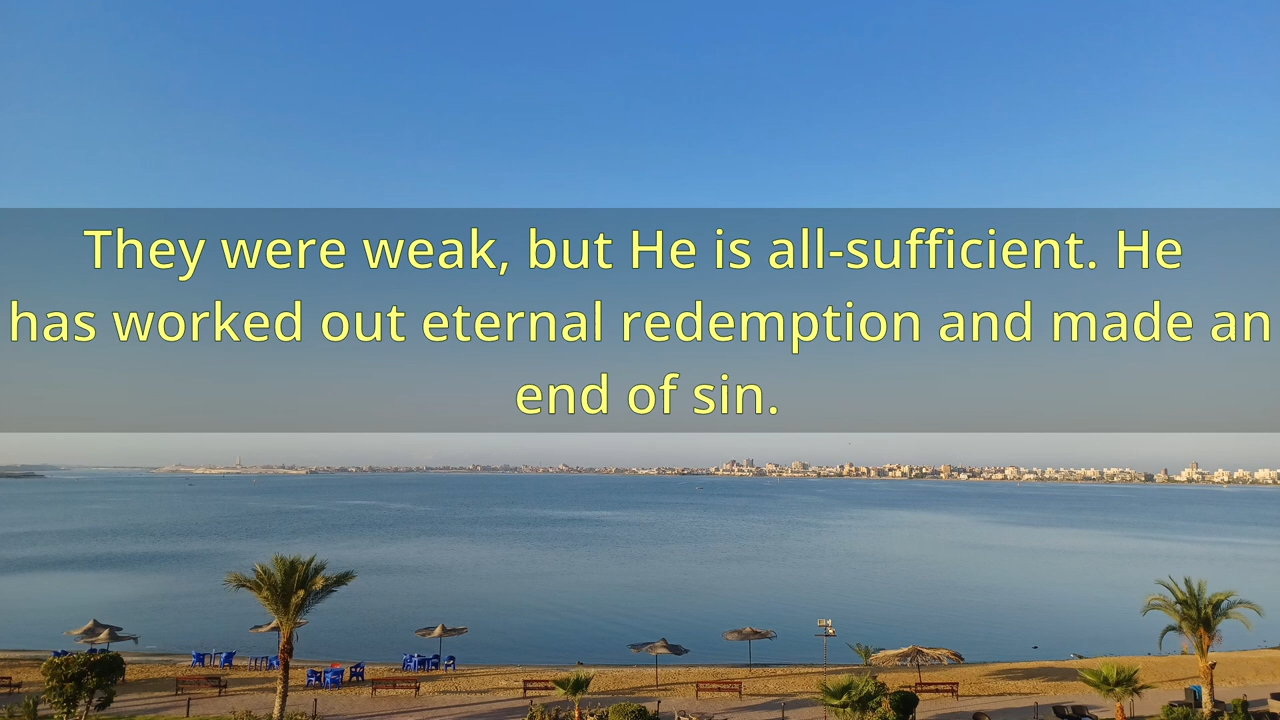 They were weak, but He is all-sufficient. He
has worked out eternal redemption and made an
end of sin.